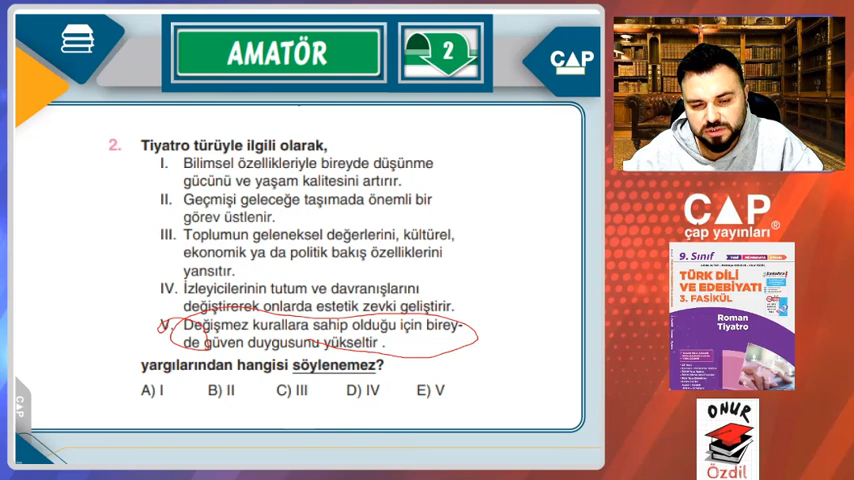 AMATÖR
2
ÇAP
2. Tiyatro türüyle ilgili olarak,
I. Bilimsel özellikleriyle bireyde düşünme
gücünü ve yaşam kalitesini artırır.
II. Geçmişi geleceğe taşımada önemli bir
görev üstlenir.
III. Toplumun geleneksel değerlerini, kültürel,
ekonomik ya da politik bakış özelliklerini
yansıtır.
IV. İzleyicilerinin tutum ve davranışlarını
değiştirerek onlarda estetik zevki geliştirir.
V. Değişmez kurallara sahip olduğu için birey-
de güven duygusunu yükseltir .
yargılarından hangisi söylenemez?
A) I B) II C) III D) IV E) V
ÇAP
ÇAP
çap yayınları®
9. Sınıf
TÜRK DİLİ
VE EDEBİYATI
3. FASİKÜL
Roman
Tiyatro
ONUR
Özdil